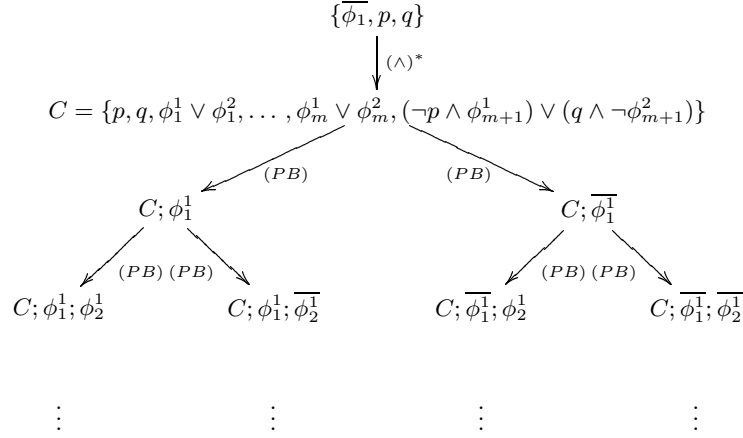 {$\overline{\phi_1}, p, q$}
$(\wedge)^*$
$C = \{p, q, \phi_1^1 \vee \phi_1^2, \ldots, \phi_m^1 \vee \phi_m^2, (\neg p \wedge \phi_{m+1}^1) \vee (q \wedge \neg \phi_{m+1}^2)\}$
$(PB)$ $(PB)$
$C; \phi_1^1$ $C; \overline{\phi_1^1}$
$(PB)$ $(PB)$ $(PB)$ $(PB)$
$C; \phi_1^1; \phi_2^1$ $C; \phi_1^1; \overline{\phi_2^1}$ $C; \overline{\phi_1^1}; \phi_2^1$ $C; \overline{\phi_1^1}; \overline{\phi_2^1}$
⋮ ⋮ ⋮ ⋮